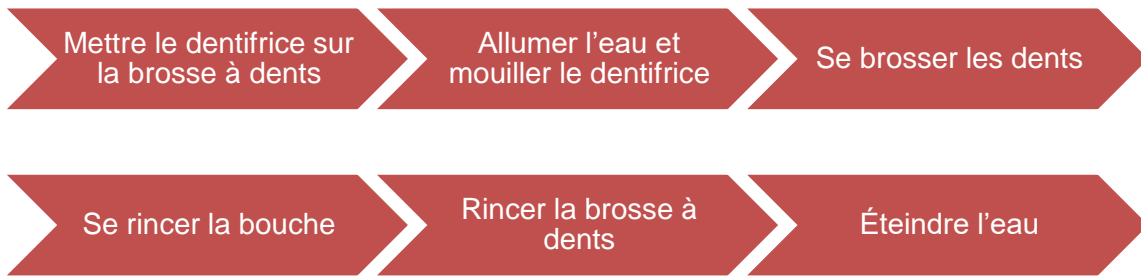 Mettre le dentifrice sur
la brosse à dents
Allumer l’eau et
mouiller le dentifrice
Se brosser les dents
Se rincer la bouche
Rincer la brosse à
dents
Éteindre l’eau